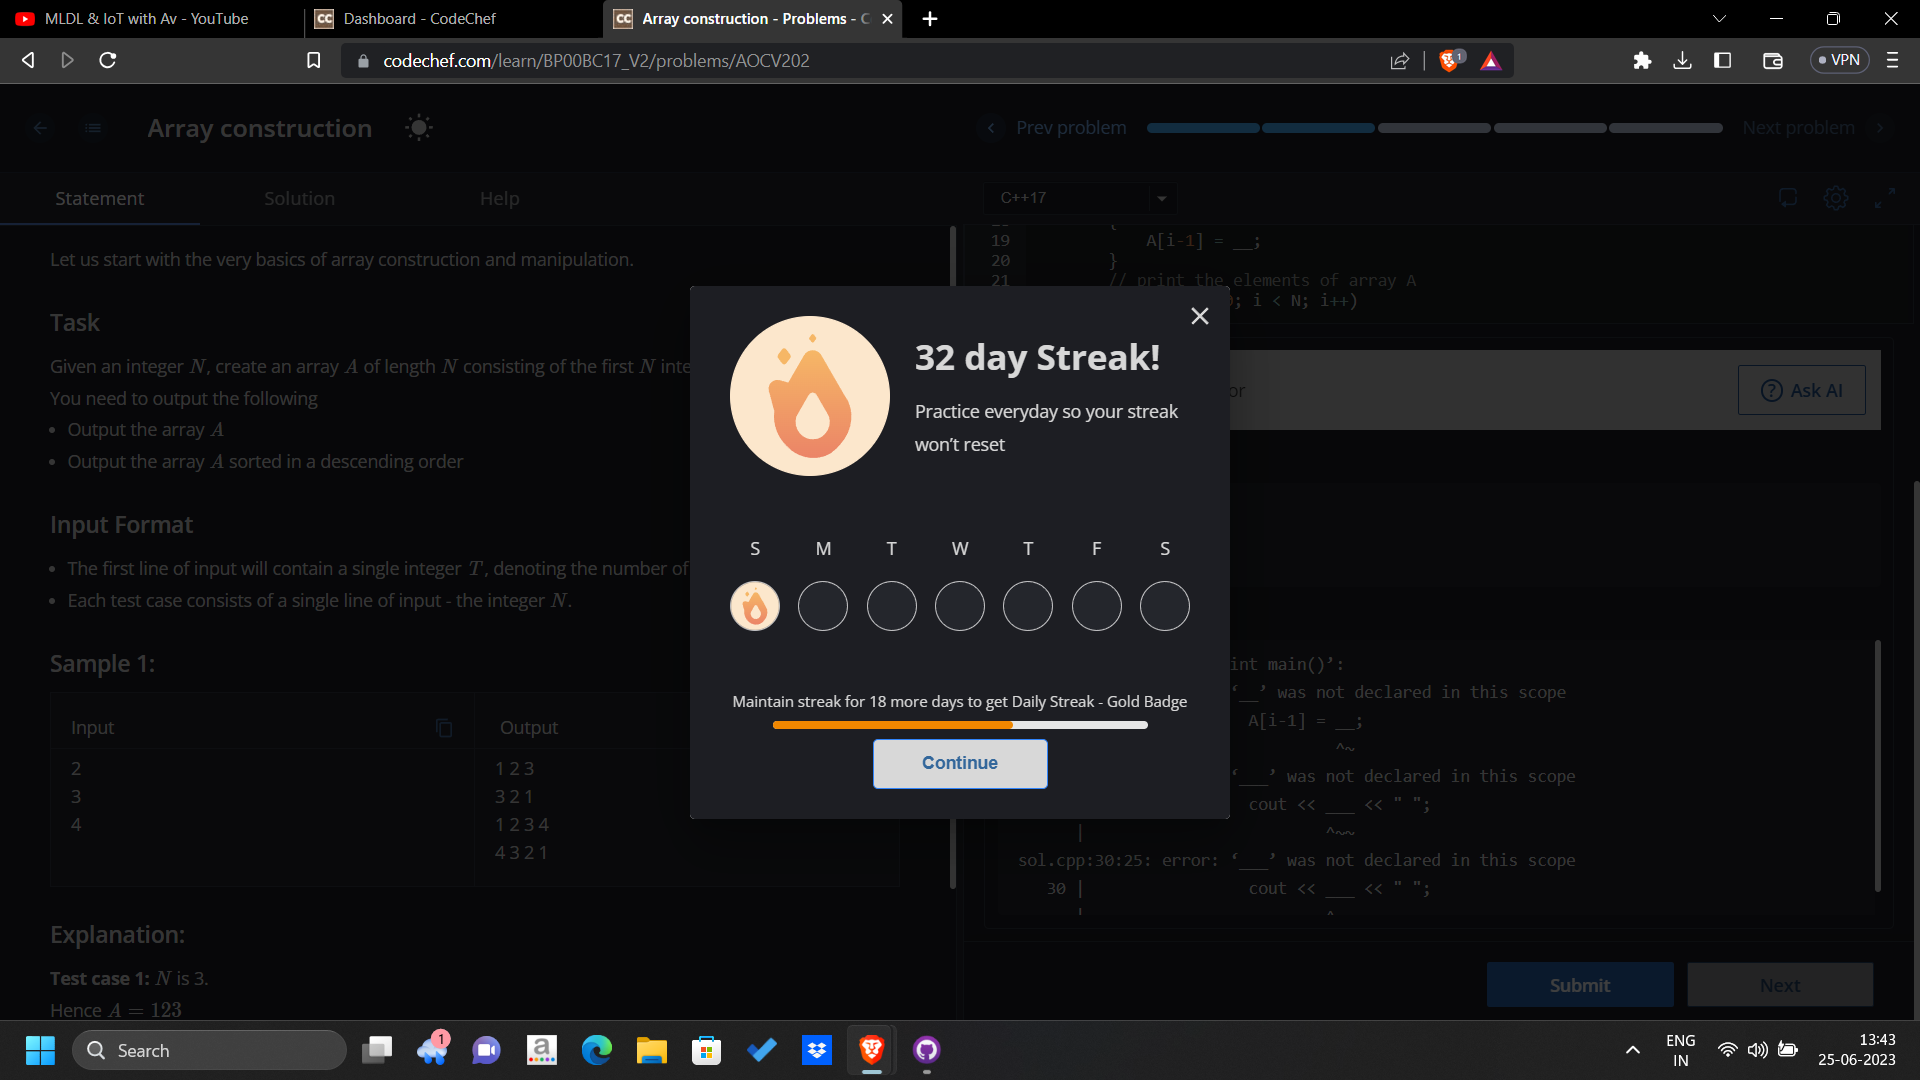 MLDL & IoT with Av - YouTube
CC Dashboard - CodeChef
CC Array construction - Problems - C
codechef.com/learn/BP00BC17_V2/problems/AOCV202
1
VPN
Array construction
Prev problem
Next problem
Statement
Solution
Help
C++17
Let us start with the very basics of array construction and manipulation.
Task
Given an integer N, create an array A of length N consisting of the first N inte
You need to output the following
• Output the array A
• Output the array A sorted in a descending order
Input Format
• The first line of input will contain a single integer T, denoting the number of
• Each test case consists of a single line of input - the integer N.
Sample 1:
Input
Output
2
3
4
1 2 3
3 2 1
1 2 3 4
4 3 2 1
Explanation:
Test case 1: N is 3.
Hence A = 123
19 A[i-1] = __;
20 }
21 // print the elements of array A
; i < N; i++)
or
Ask AI
32 day Streak!
Practice everyday so your streak
won't reset
S M T W T F S
Maintain streak for 18 more days to get Daily Streak - Gold Badge
Continue
int main()’:
‘__’ was not declared in this scope
A[i-1] = __;
^~
‘___’ was not declared in this scope
cout << ___ << " ";
| ^~~
sol.cpp:30:25: error: ‘___’ was not declared in this scope
30 | cout << ___ << " ";
Submit
Next
Search
1
a
ENG
IN
13:43
25-06-2023